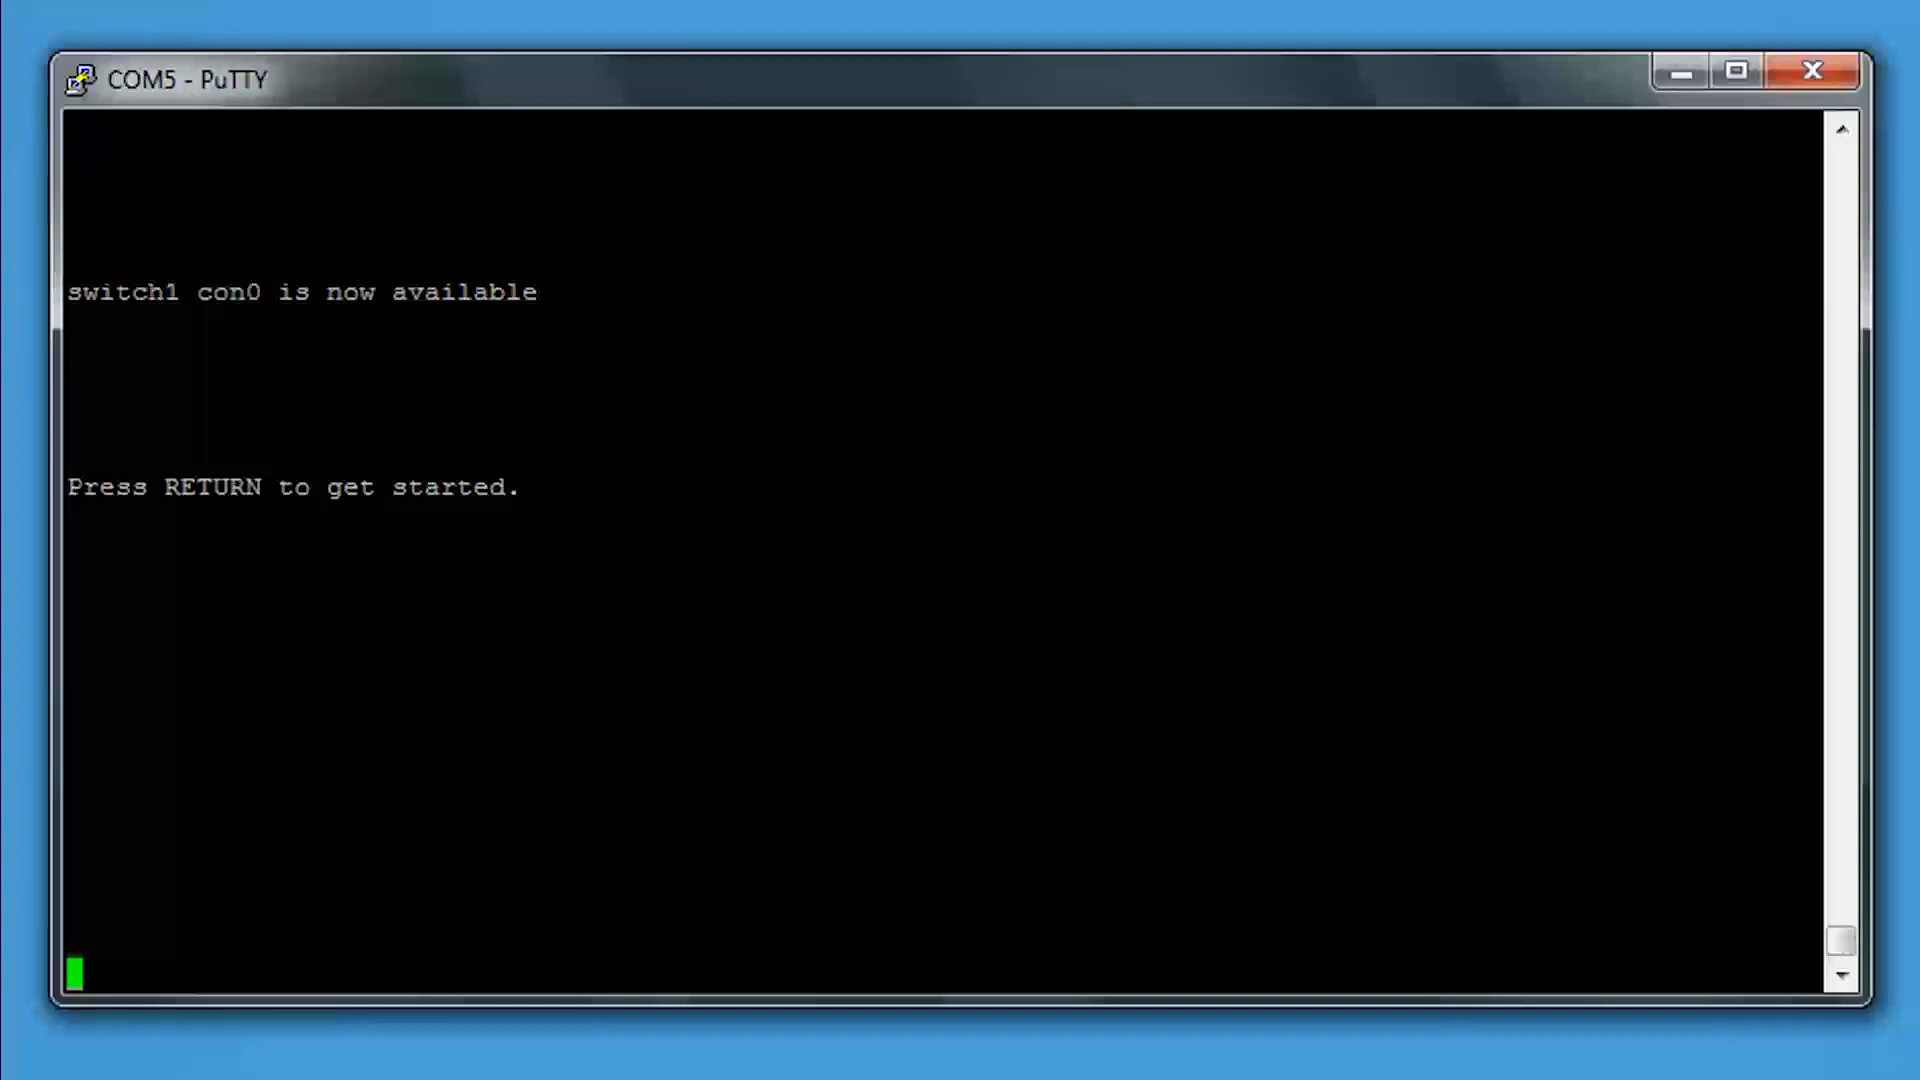 COM5 - PuTTY
switch1 con0 is now available
Press RETURN to get started.